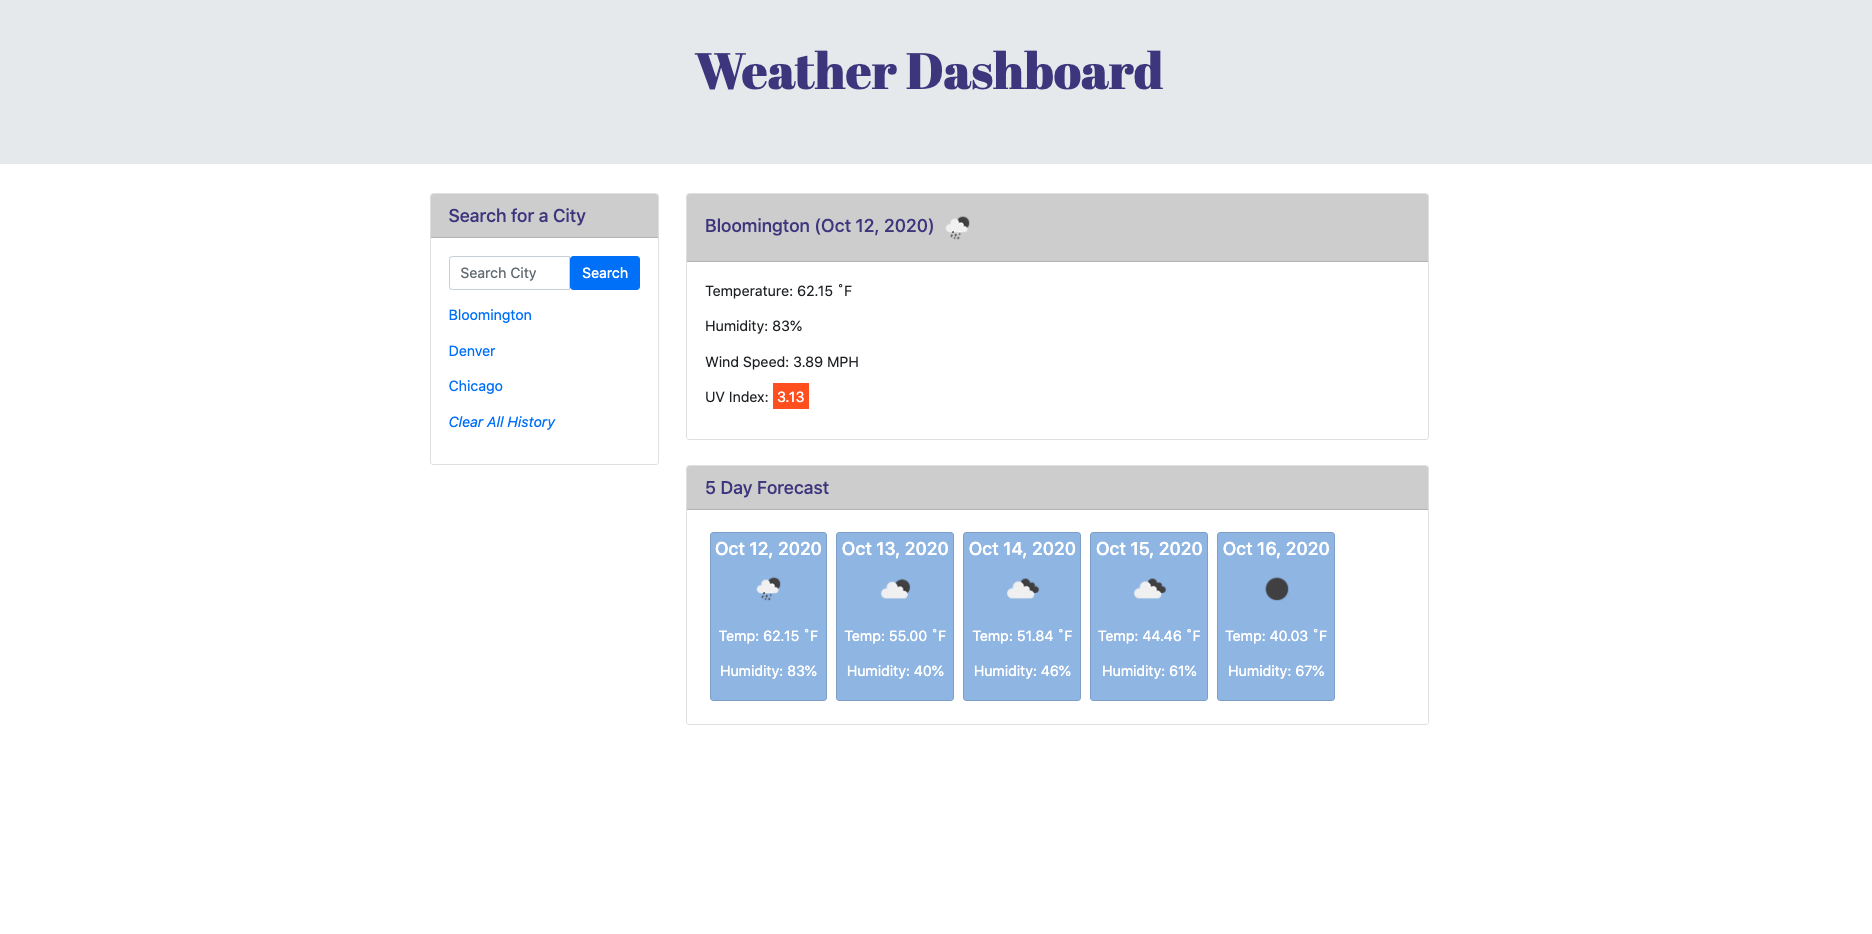 Weather Dashboard
Search for a City
Search City
Search
Bloomington
Denver
Chicago
Clear All History
Bloomington (Oct 12, 2020)
Temperature: 62.15 ˚F
Humidity: 83%
Wind Speed: 3.89 MPH
UV Index: 3.13
5 Day Forecast
Oct 12, 2020
Temp: 62.15 ˚F
Humidity: 83%
Oct 13, 2020
Temp: 55.00 ˚F
Humidity: 40%
Oct 14, 2020
Temp: 51.84 ˚F
Humidity: 46%
Oct 15, 2020
Temp: 44.46 ˚F
Humidity: 61%
Oct 16, 2020
Temp: 40.03 ˚F
Humidity: 67%